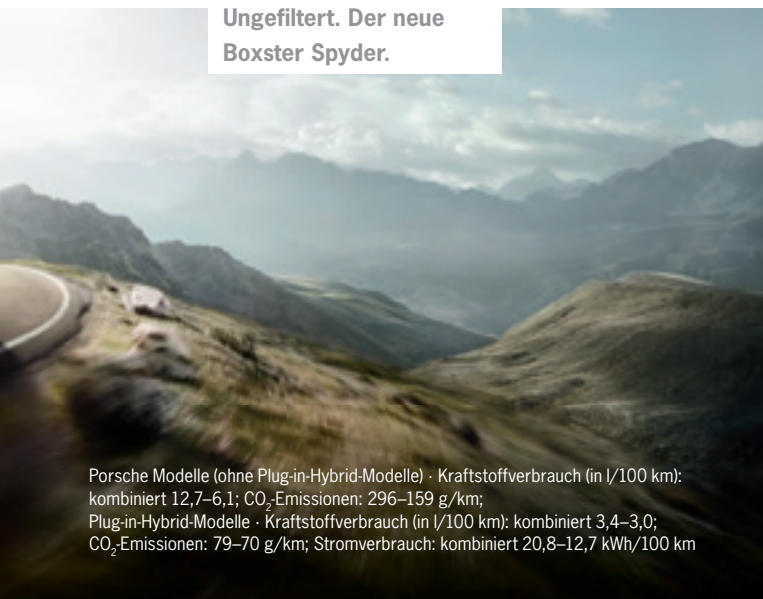 Ungefiltert. Der neue
Boxster Spyder.
Porsche Modelle (ohne Plug-in-Hybrid-Modelle) · Kraftstoffverbrauch (in l/100 km):
kombiniert 12,7–6,1; CO₂-Emissionen: 296–159 g/km;
Plug-in-Hybrid-Modelle · Kraftstoffverbrauch (in l/100 km): kombiniert 3,4–3,0;
CO₂-Emissionen: 79–70 g/km; Stromverbrauch: kombiniert 20,8–12,7 kWh/100 km